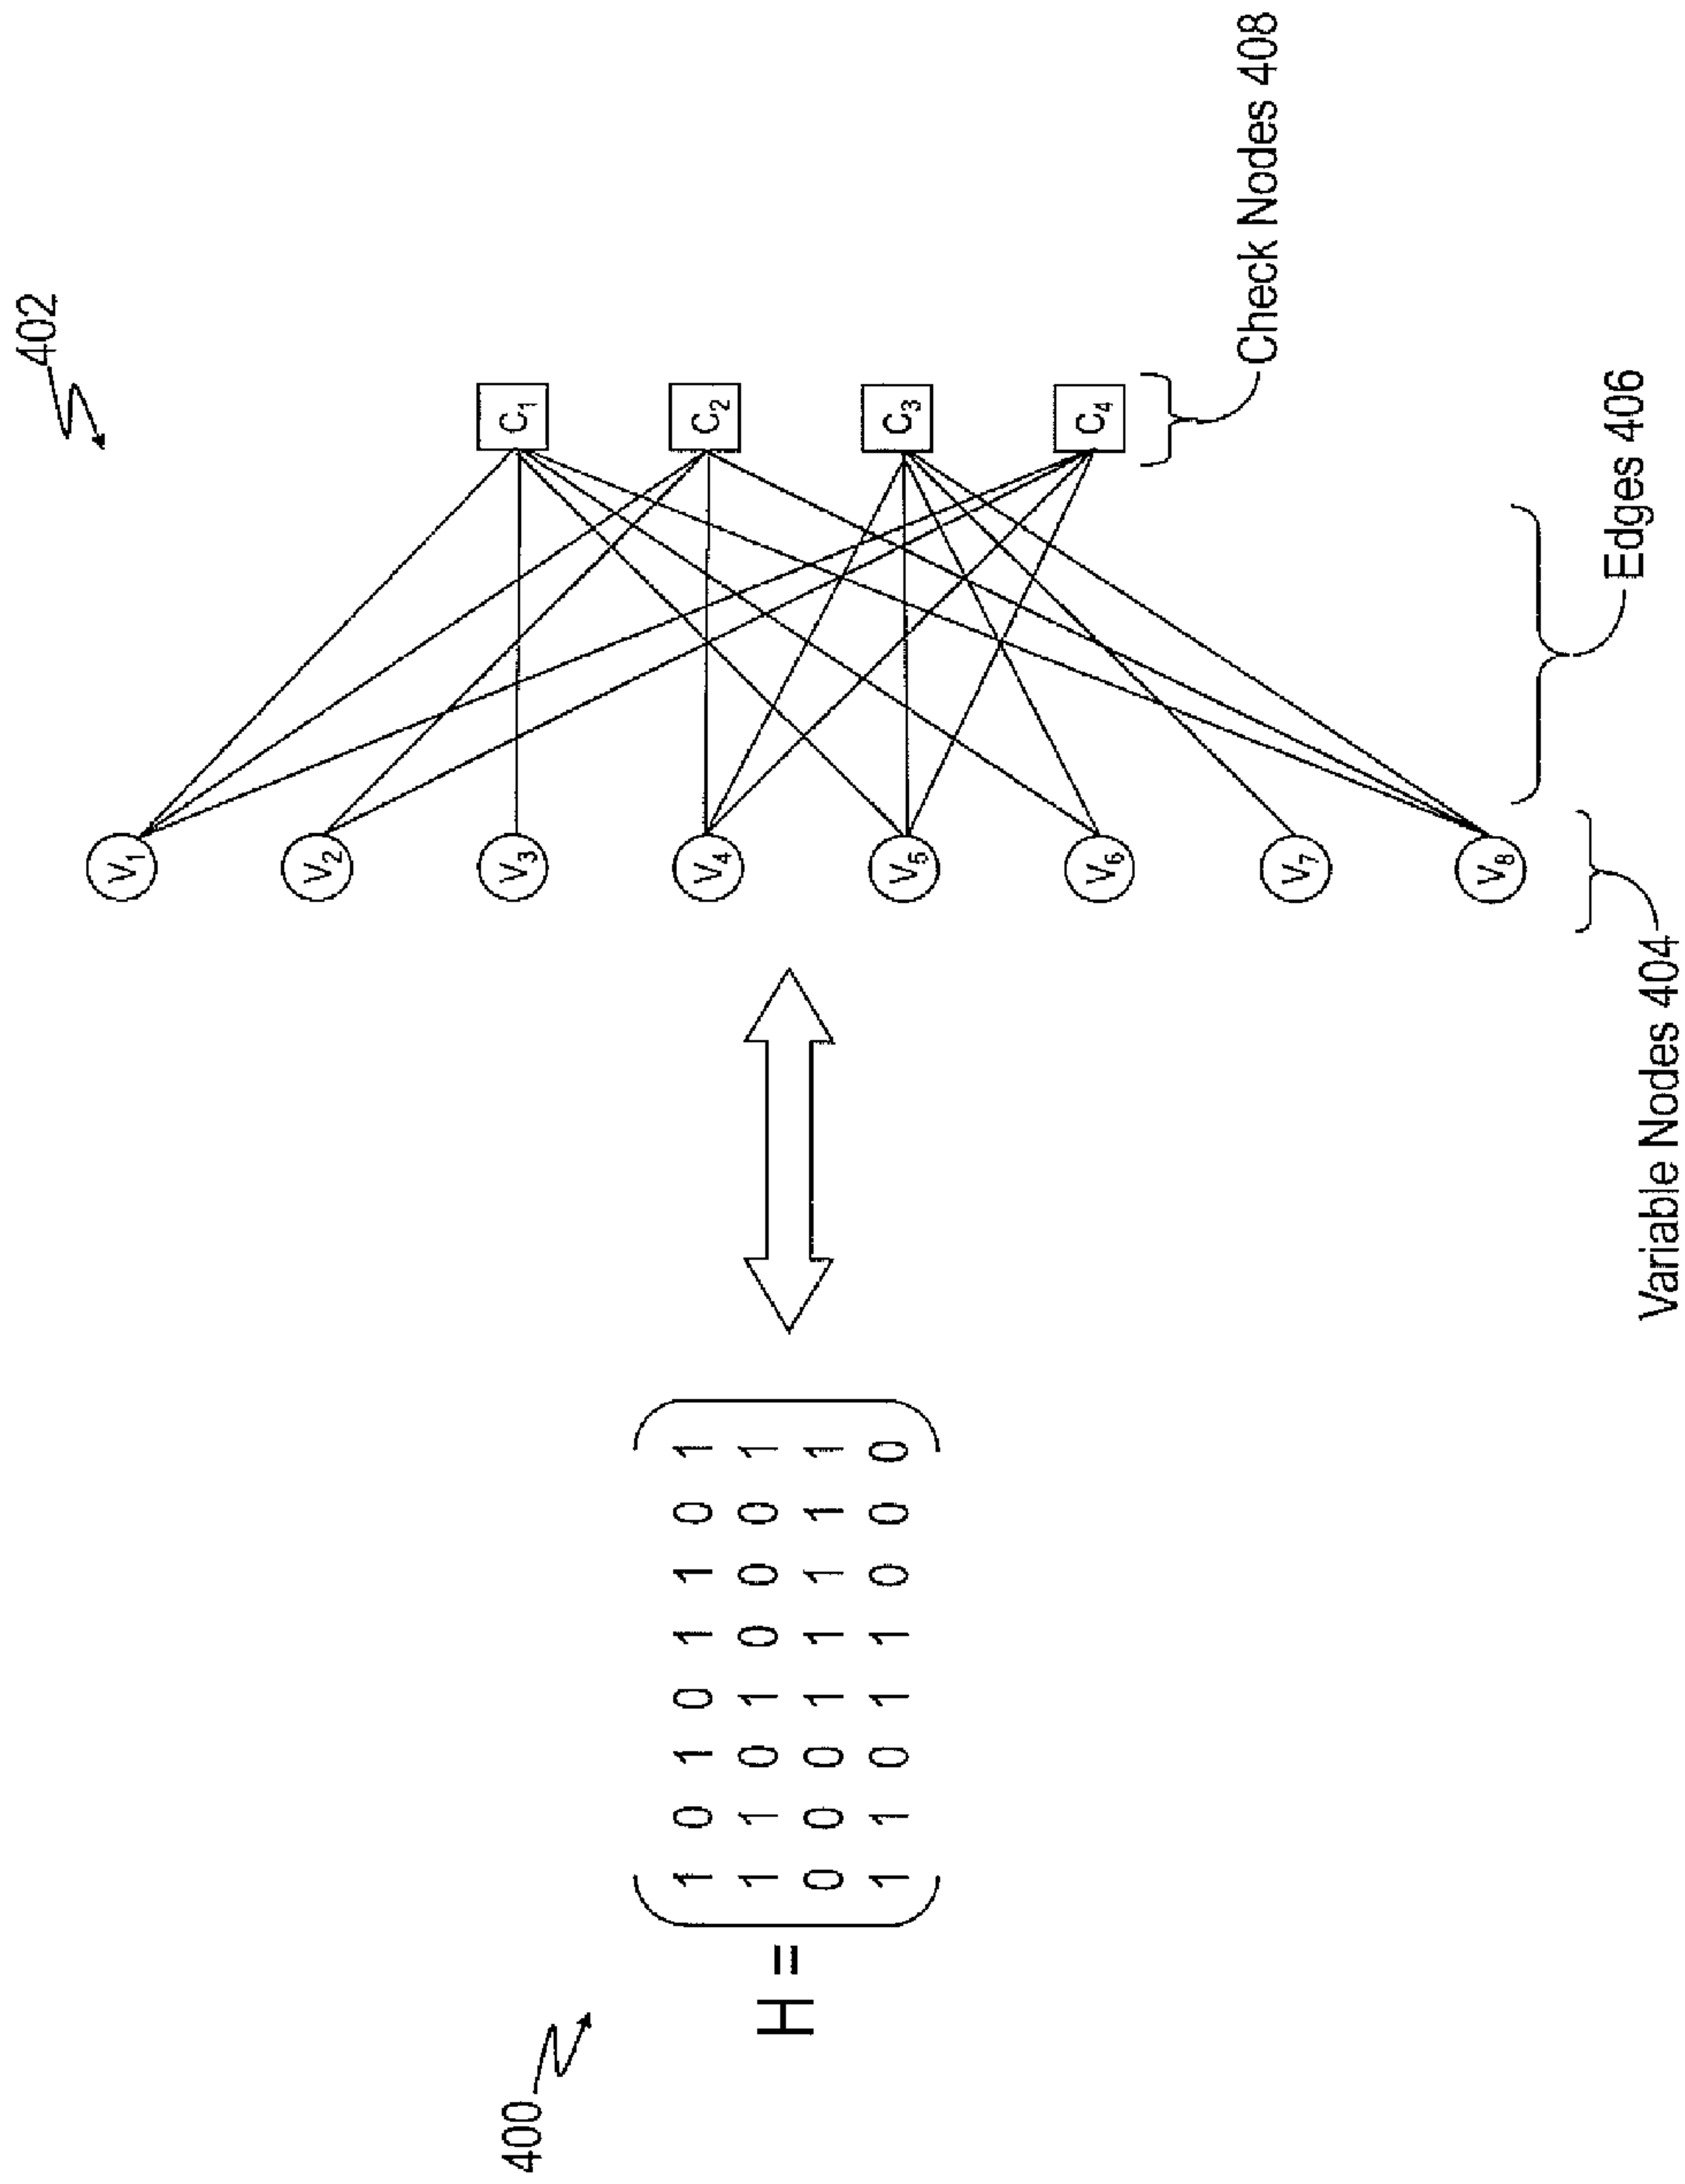 400
H =
1 0 1 0 1 1 0 1
1 1 0 1 0 0 0 1
0 0 0 1 1 1 1 1
1 1 0 1 1 0 0 0
402
V1
V2
V3
V4
V5
V6
V7
V8
C1
C2
C3
C4
Variable Nodes 404
Edges 406
Check Nodes 408